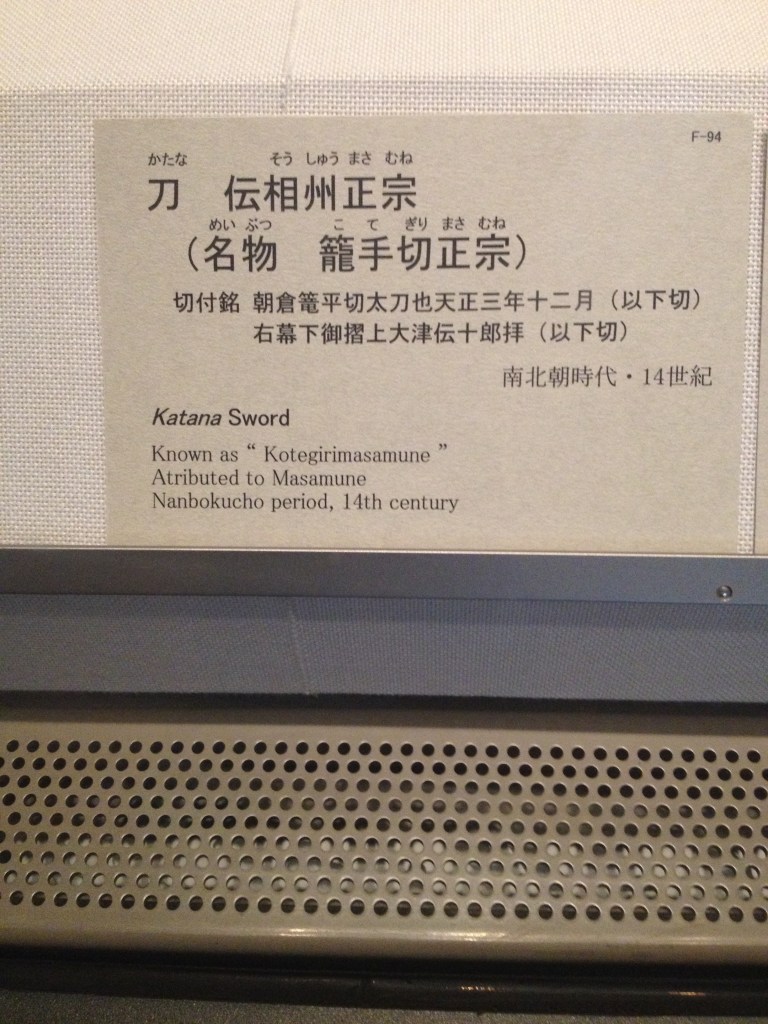 F-94
かたな そう しゅう まさ むね
刀 伝相州正宗
めい ぶつ こ て ぎり まさ むね
（名物 籠手切正宗）
切付銘 朝倉篭平切太刀也天正三年十二月（以下切）
右幕下御摺上大津伝十郎拝（以下切）
南北朝時代・14世紀
Katana Sword
Known as “ Kotegirimasamune ”
Atributed to Masamune
Nanbokucho period, 14th century